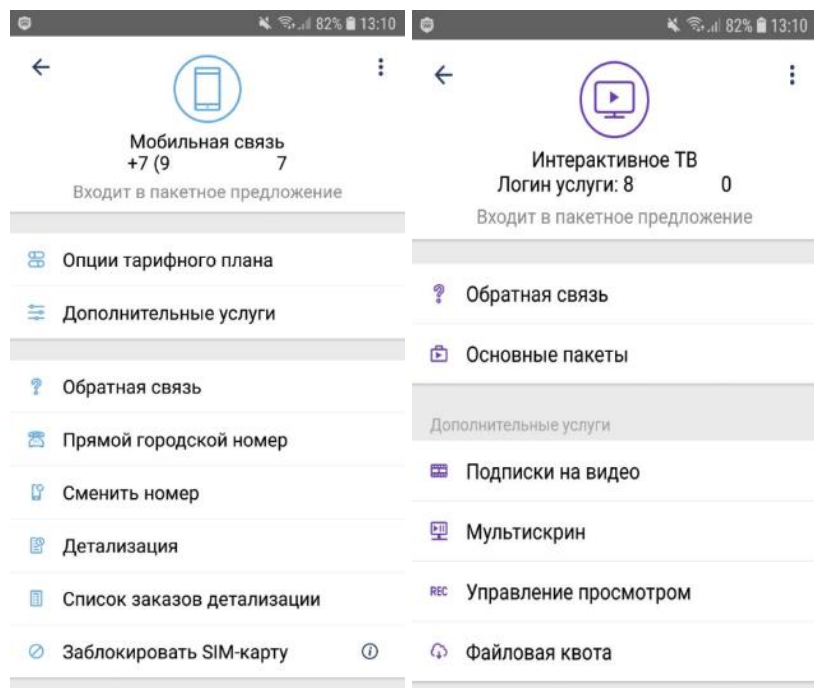 82% 13:10
Мобильная связь
+7 (9 7
Входит в пакетное предложение
Опции тарифного плана
Дополнительные услуги
Обратная связь
Прямой городской номер
Сменить номер
Детализация
Список заказов детализации
Заблокировать SIM-карту
82% 13:10
Интерактивное ТВ
Логин услуги: 8 0
Входит в пакетное предложение
Обратная связь
Основные пакеты
Дополнительные услуги
Подписки на видео
Мультискрин
REC Управление просмотром
Файловая квота